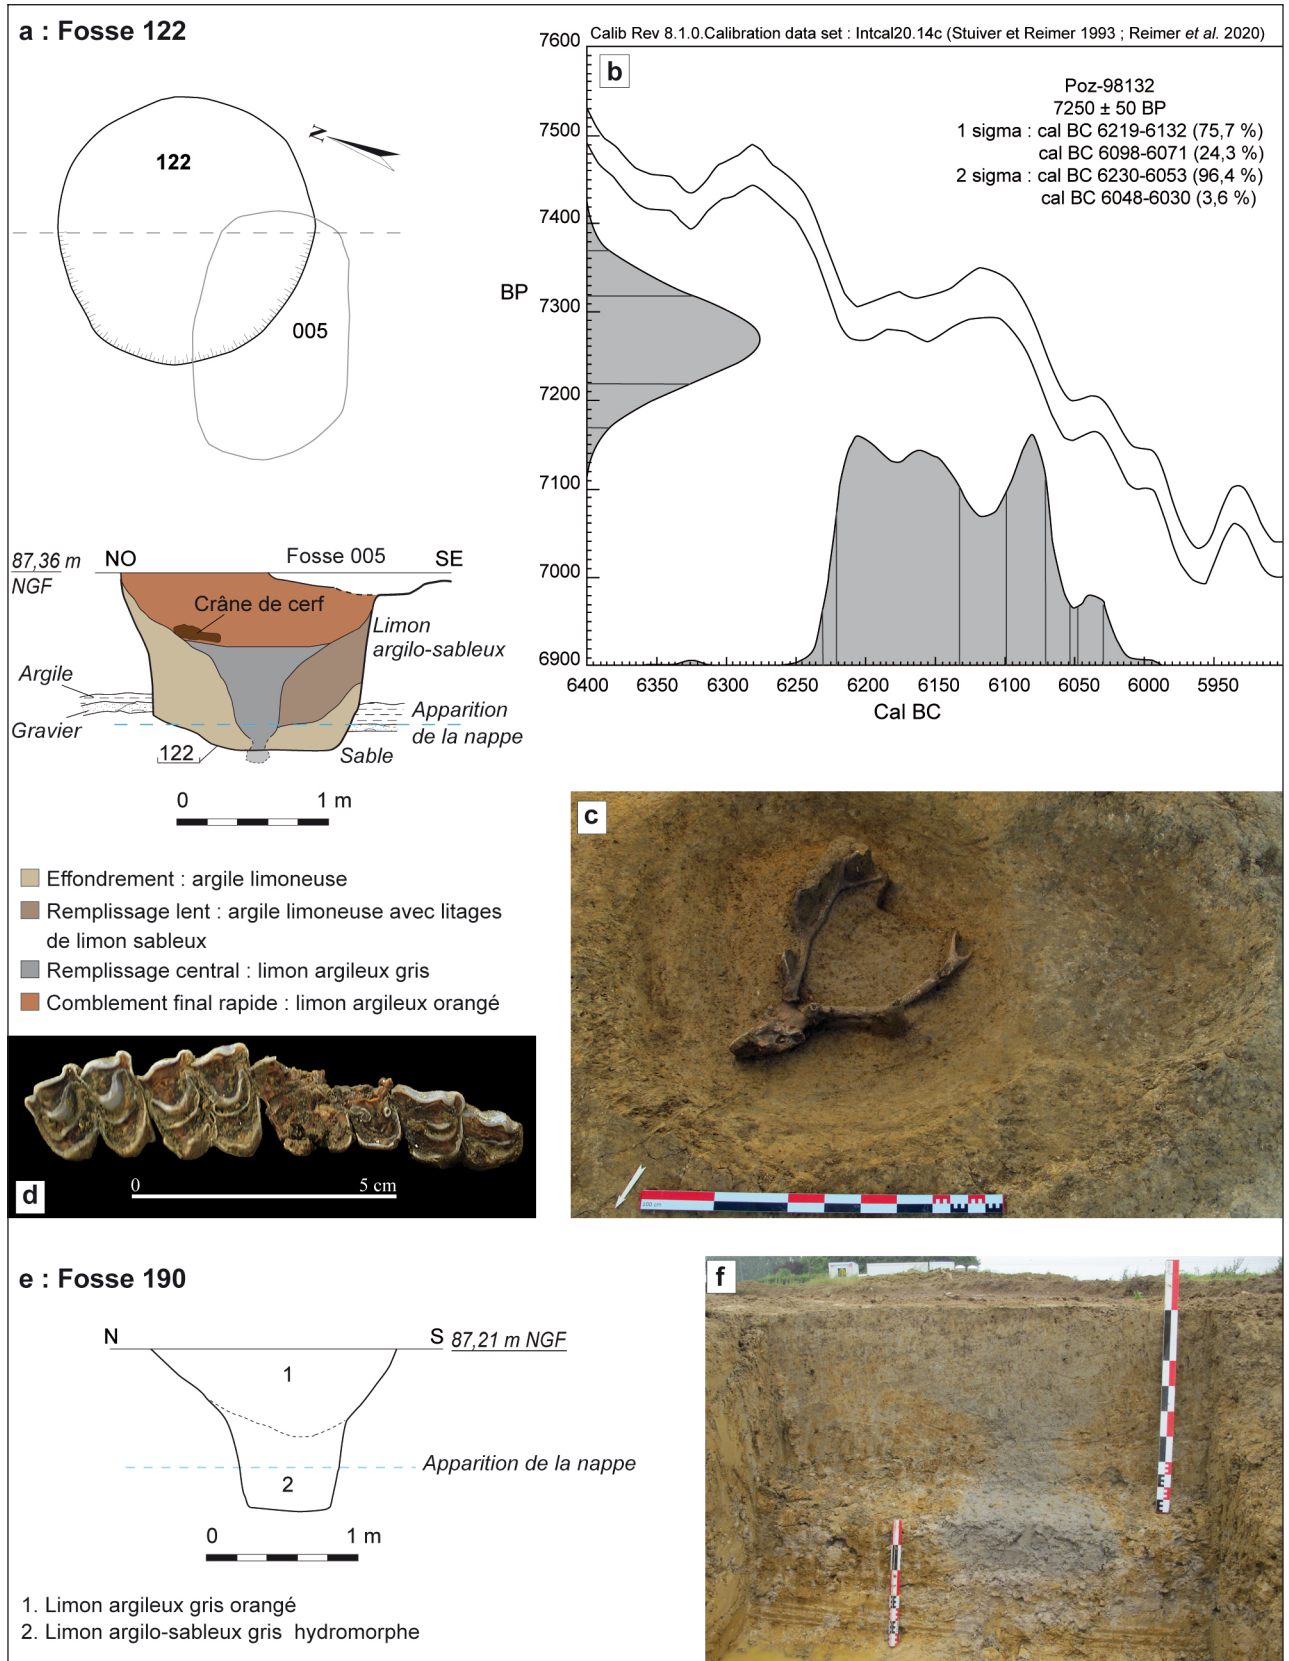 a : Fosse 122
122
N
005
87,36 m
NGF
NO
Fosse 005
SE
Crâne de cerf
Limon
argilo-sableux
Argile
Gravier
Apparition
de la nappe
122
Sable
0
1 m
Effondrement : argile limoneuse
Remplissage lent : argile limoneuse avec litages
de limon sableux
Remplissage central : limon argileux gris
Comblement final rapide : limon argileux orangé
Calib Rev 8.1.0.Calibration data set : Intcal20.14c (Stuiver et Reimer 1993 ; Reimer et al. 2020)
b
Poz-98132
7250 ± 50 BP
1 sigma : cal BC 6219-6132 (75,7 %)
cal BC 6098-6071 (24,3 %)
2 sigma : cal BC 6230-6053 (96,4 %)
cal BC 6048-6030 (3,6 %)
7600
7500
7400
BP
7300
7200
7100
7000
6900
6400 6350 6300 6250 6200 6150 6100 6050 6000 5950
Cal BC
c
100 cm
d
0
5 cm
e : Fosse 190
N
S
87,21 m NGF
1
Apparition de la nappe
2
0
1 m
1. Limon argileux gris orangé
2. Limon argilo-sableux gris hydromorphe
f